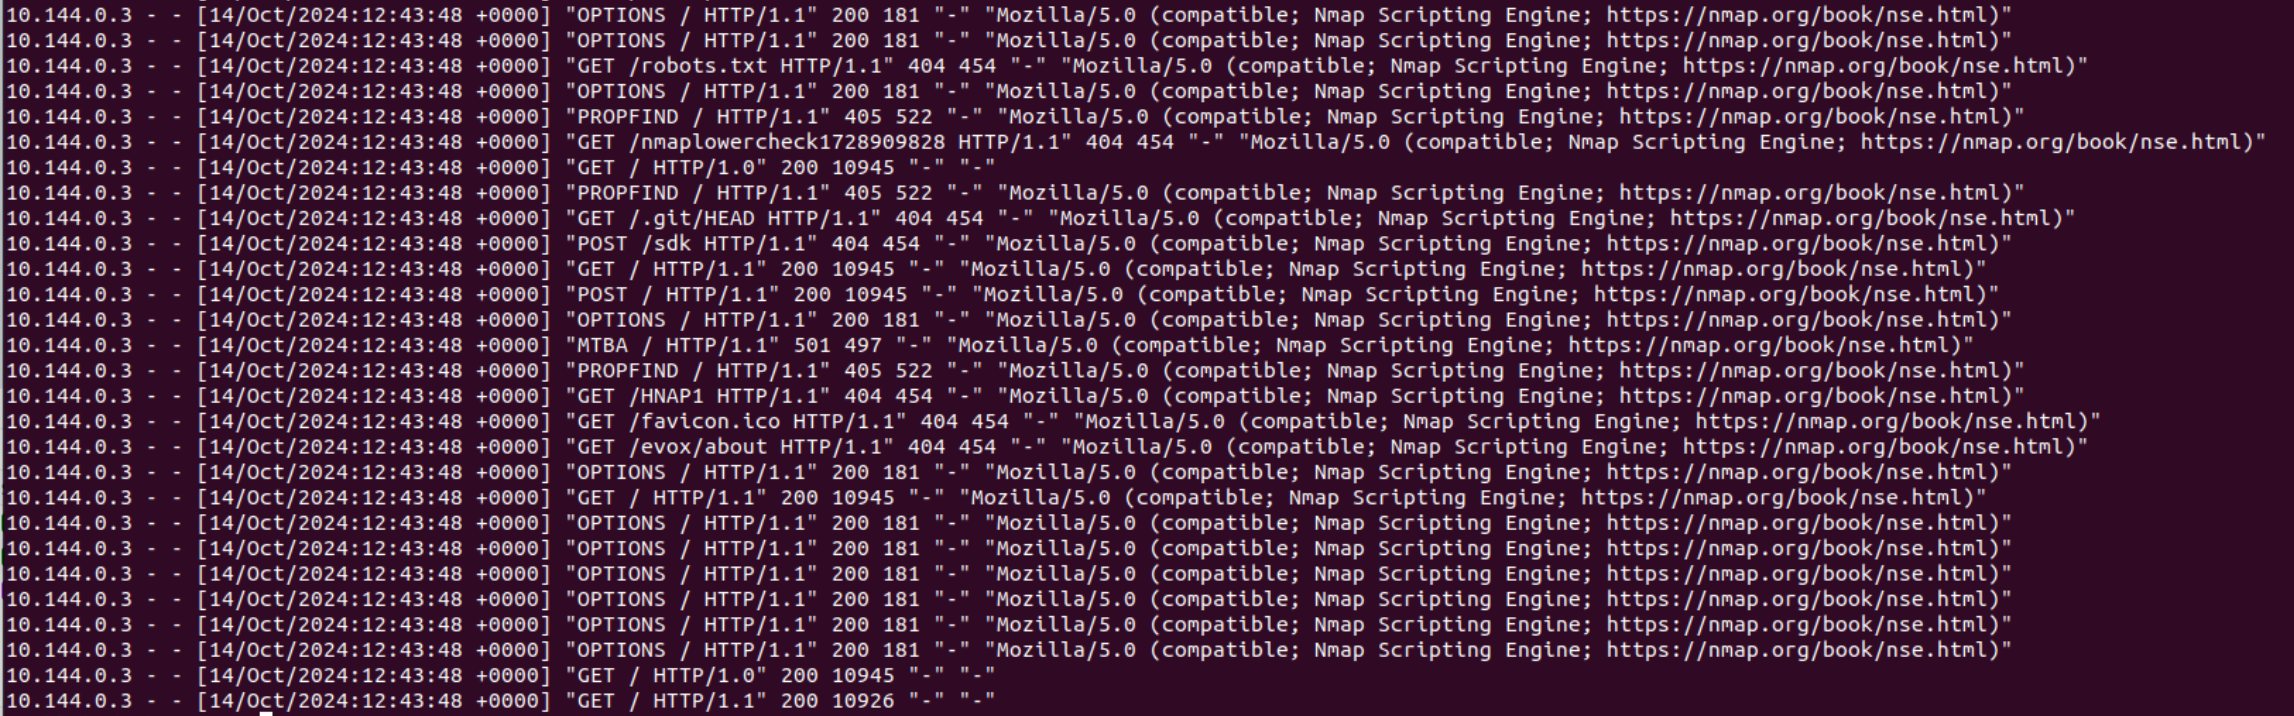 10.144.0.3 - - [14/Oct/2024:12:43:48 +0000] "OPTIONS / HTTP/1.1" 200 181 "-" "Mozilla/5.0 (compatible; Nmap Scripting Engine; https://nmap.org/book/nse.html)"
10.144.0.3 - - [14/Oct/2024:12:43:48 +0000] "OPTIONS / HTTP/1.1" 200 181 "-" "Mozilla/5.0 (compatible; Nmap Scripting Engine; https://nmap.org/book/nse.html)"
10.144.0.3 - - [14/Oct/2024:12:43:48 +0000] "GET /robots.txt HTTP/1.1" 404 454 "-" "Mozilla/5.0 (compatible; Nmap Scripting Engine; https://nmap.org/book/nse.html)"
10.144.0.3 - - [14/Oct/2024:12:43:48 +0000] "OPTIONS / HTTP/1.1" 200 181 "-" "Mozilla/5.0 (compatible; Nmap Scripting Engine; https://nmap.org/book/nse.html)"
10.144.0.3 - - [14/Oct/2024:12:43:48 +0000] "PROPFIND / HTTP/1.1" 405 522 "-" "Mozilla/5.0 (compatible; Nmap Scripting Engine; https://nmap.org/book/nse.html)"
10.144.0.3 - - [14/Oct/2024:12:43:48 +0000] "GET /nmaplowercheck1728909828 HTTP/1.1" 404 454 "-" "Mozilla/5.0 (compatible; Nmap Scripting Engine; https://nmap.org/book/nse.html)"
10.144.0.3 - - [14/Oct/2024:12:43:48 +0000] "GET / HTTP/1.0" 200 10945 "-" "-"
10.144.0.3 - - [14/Oct/2024:12:43:48 +0000] "PROPFIND / HTTP/1.1" 405 522 "-" "Mozilla/5.0 (compatible; Nmap Scripting Engine; https://nmap.org/book/nse.html)"
10.144.0.3 - - [14/Oct/2024:12:43:48 +0000] "GET /.git/HEAD HTTP/1.1" 404 454 "-" "Mozilla/5.0 (compatible; Nmap Scripting Engine; https://nmap.org/book/nse.html)"
10.144.0.3 - - [14/Oct/2024:12:43:48 +0000] "POST /sdk HTTP/1.1" 404 454 "-" "Mozilla/5.0 (compatible; Nmap Scripting Engine; https://nmap.org/book/nse.html)"
10.144.0.3 - - [14/Oct/2024:12:43:48 +0000] "GET / HTTP/1.1" 200 10945 "-" "Mozilla/5.0 (compatible; Nmap Scripting Engine; https://nmap.org/book/nse.html)"
10.144.0.3 - - [14/Oct/2024:12:43:48 +0000] "POST / HTTP/1.1" 200 10945 "-" "Mozilla/5.0 (compatible; Nmap Scripting Engine; https://nmap.org/book/nse.html)"
10.144.0.3 - - [14/Oct/2024:12:43:48 +0000] "OPTIONS / HTTP/1.1" 200 181 "-" "Mozilla/5.0 (compatible; Nmap Scripting Engine; https://nmap.org/book/nse.html)"
10.144.0.3 - - [14/Oct/2024:12:43:48 +0000] "MTBA / HTTP/1.1" 501 497 "-" "Mozilla/5.0 (compatible; Nmap Scripting Engine; https://nmap.org/book/nse.html)"
10.144.0.3 - - [14/Oct/2024:12:43:48 +0000] "PROPFIND / HTTP/1.1" 405 522 "-" "Mozilla/5.0 (compatible; Nmap Scripting Engine; https://nmap.org/book/nse.html)"
10.144.0.3 - - [14/Oct/2024:12:43:48 +0000] "GET /HNAP1 HTTP/1.1" 404 454 "-" "Mozilla/5.0 (compatible; Nmap Scripting Engine; https://nmap.org/book/nse.html)"
10.144.0.3 - - [14/Oct/2024:12:43:48 +0000] "GET /favicon.ico HTTP/1.1" 404 454 "-" "Mozilla/5.0 (compatible; Nmap Scripting Engine; https://nmap.org/book/nse.html)"
10.144.0.3 - - [14/Oct/2024:12:43:48 +0000] "GET /evox/about HTTP/1.1" 404 454 "-" "Mozilla/5.0 (compatible; Nmap Scripting Engine; https://nmap.org/book/nse.html)"
10.144.0.3 - - [14/Oct/2024:12:43:48 +0000] "OPTIONS / HTTP/1.1" 200 181 "-" "Mozilla/5.0 (compatible; Nmap Scripting Engine; https://nmap.org/book/nse.html)"
10.144.0.3 - - [14/Oct/2024:12:43:48 +0000] "GET / HTTP/1.1" 200 10945 "-" "Mozilla/5.0 (compatible; Nmap Scripting Engine; https://nmap.org/book/nse.html)"
10.144.0.3 - - [14/Oct/2024:12:43:48 +0000] "OPTIONS / HTTP/1.1" 200 181 "-" "Mozilla/5.0 (compatible; Nmap Scripting Engine; https://nmap.org/book/nse.html)"
10.144.0.3 - - [14/Oct/2024:12:43:48 +0000] "OPTIONS / HTTP/1.1" 200 181 "-" "Mozilla/5.0 (compatible; Nmap Scripting Engine; https://nmap.org/book/nse.html)"
10.144.0.3 - - [14/Oct/2024:12:43:48 +0000] "OPTIONS / HTTP/1.1" 200 181 "-" "Mozilla/5.0 (compatible; Nmap Scripting Engine; https://nmap.org/book/nse.html)"
10.144.0.3 - - [14/Oct/2024:12:43:48 +0000] "OPTIONS / HTTP/1.1" 200 181 "-" "Mozilla/5.0 (compatible; Nmap Scripting Engine; https://nmap.org/book/nse.html)"
10.144.0.3 - - [14/Oct/2024:12:43:48 +0000] "OPTIONS / HTTP/1.1" 200 181 "-" "Mozilla/5.0 (compatible; Nmap Scripting Engine; https://nmap.org/book/nse.html)"
10.144.0.3 - - [14/Oct/2024:12:43:48 +0000] "OPTIONS / HTTP/1.1" 200 181 "-" "Mozilla/5.0 (compatible; Nmap Scripting Engine; https://nmap.org/book/nse.html)"
10.144.0.3 - - [14/Oct/2024:12:43:48 +0000] "GET / HTTP/1.0" 200 10945 "-" "-"
10.144.0.3 - - [14/Oct/2024:12:43:48 +0000] "GET / HTTP/1.1" 200 10926 "-" "-"